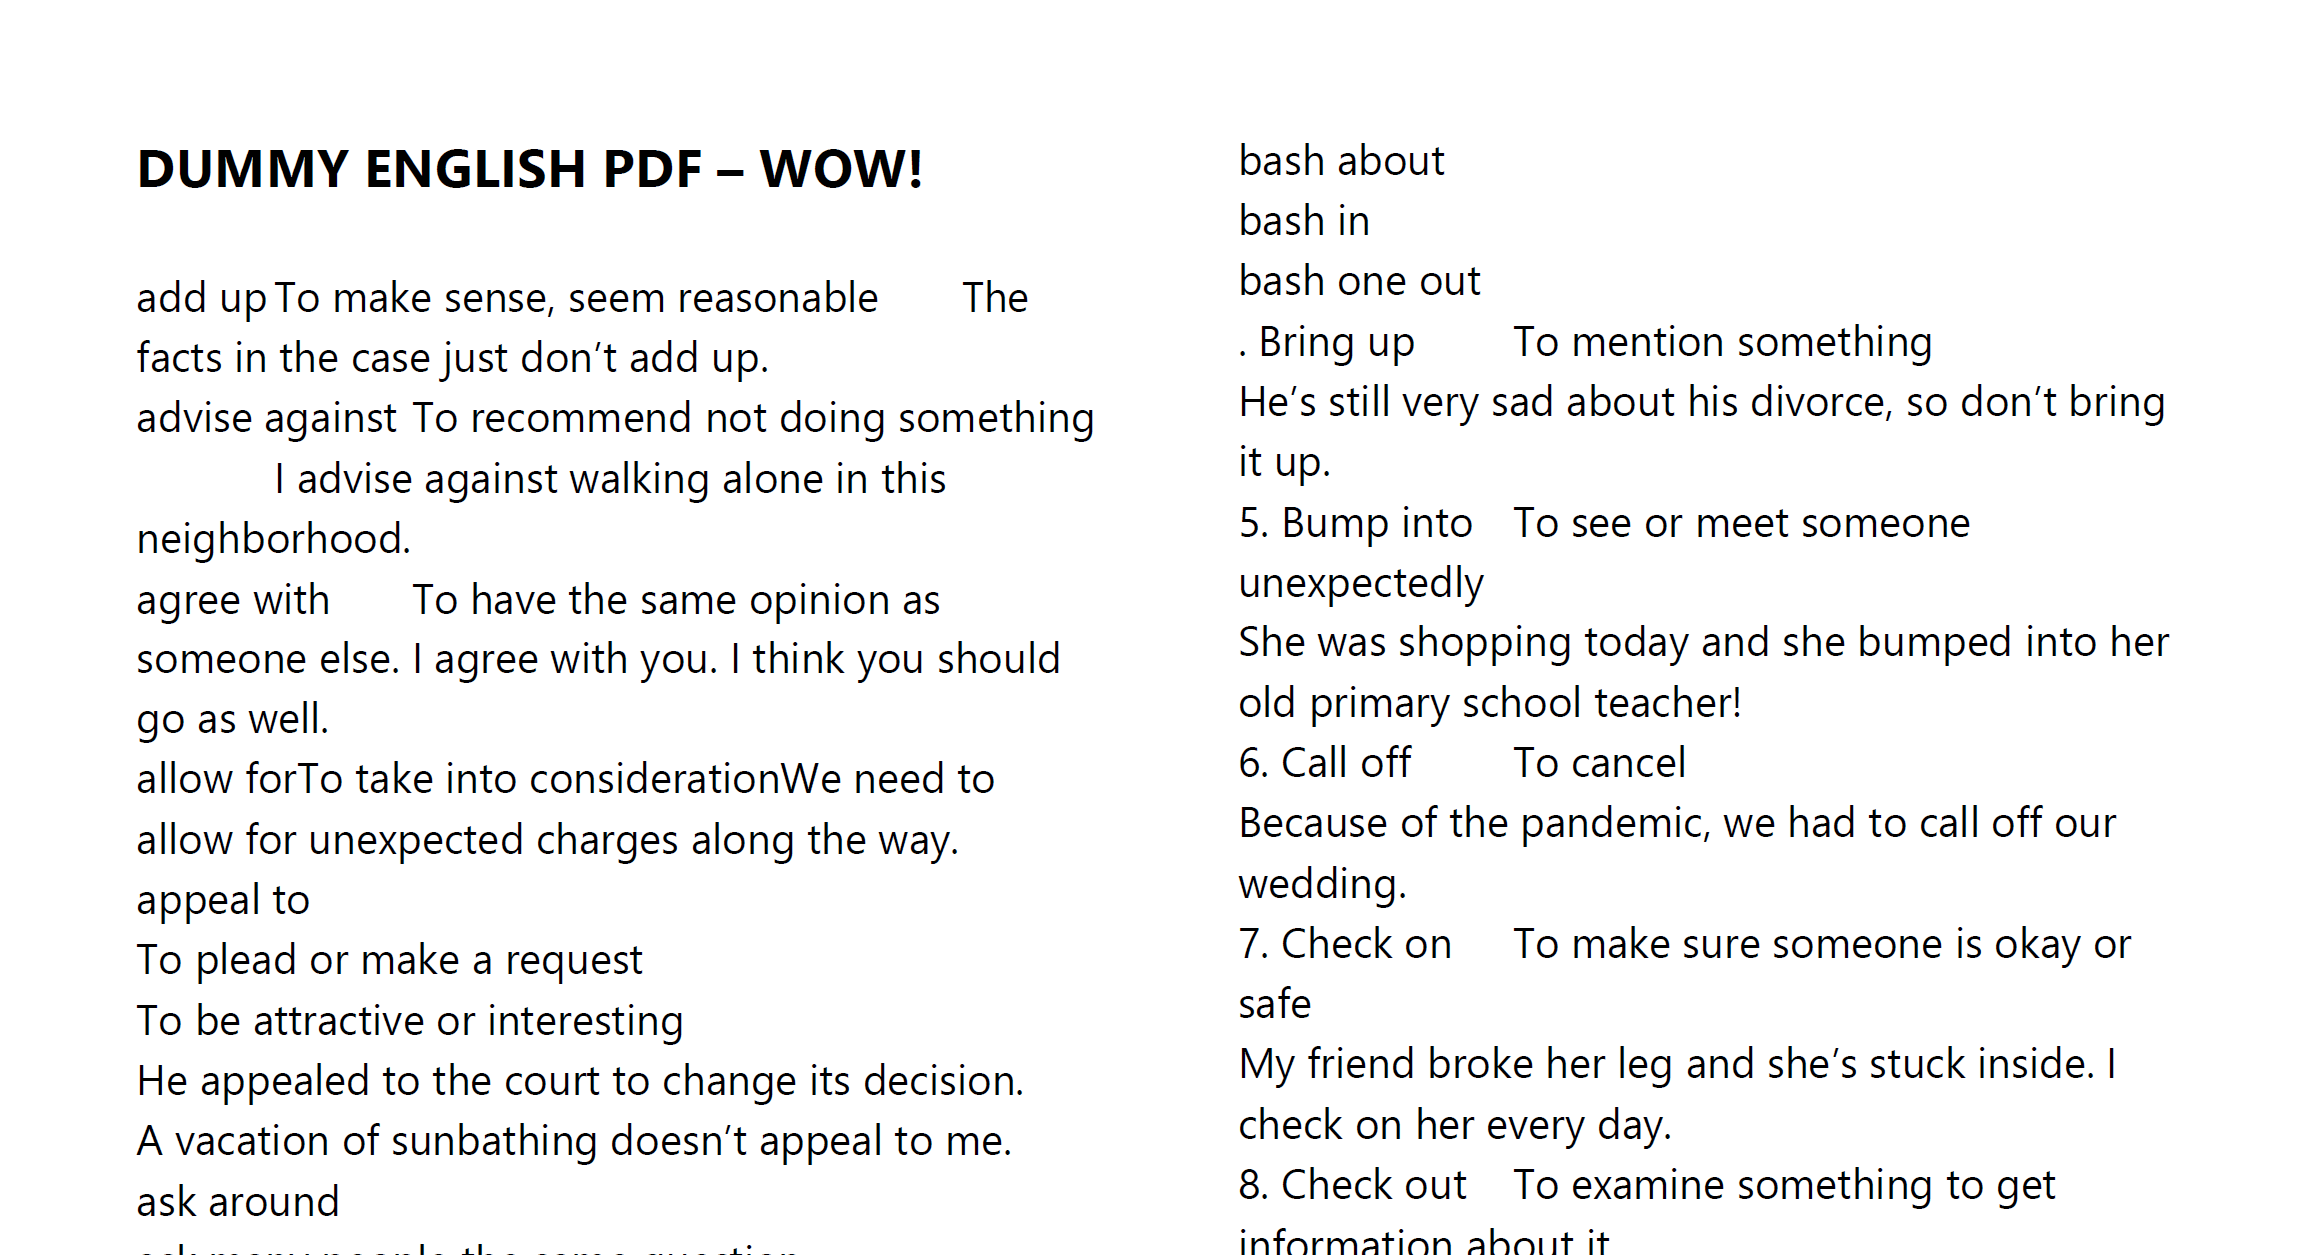 DUMMY ENGLISH PDF – WOW!
add up To make sense, seem reasonable The
facts in the case just don’t add up.
advise against To recommend not doing something
I advise against walking alone in this
neighborhood.
agree with To have the same opinion as
someone else. I agree with you. I think you should
go as well.
allow forTo take into considerationWe need to
allow for unexpected charges along the way.
appeal to
To plead or make a request
To be attractive or interesting
He appealed to the court to change its decision.
A vacation of sunbathing doesn’t appeal to me.
ask around
ask many people the same question
bash about
bash in
bash one out
. Bring up To mention something
He’s still very sad about his divorce, so don’t bring
it up.
5. Bump into To see or meet someone
unexpectedly
She was shopping today and she bumped into her
old primary school teacher!
6. Call off To cancel
Because of the pandemic, we had to call off our
wedding.
7. Check on To make sure someone is okay or
safe
My friend broke her leg and she’s stuck inside. I
check on her every day.
8. Check out To examine something to get
information about it